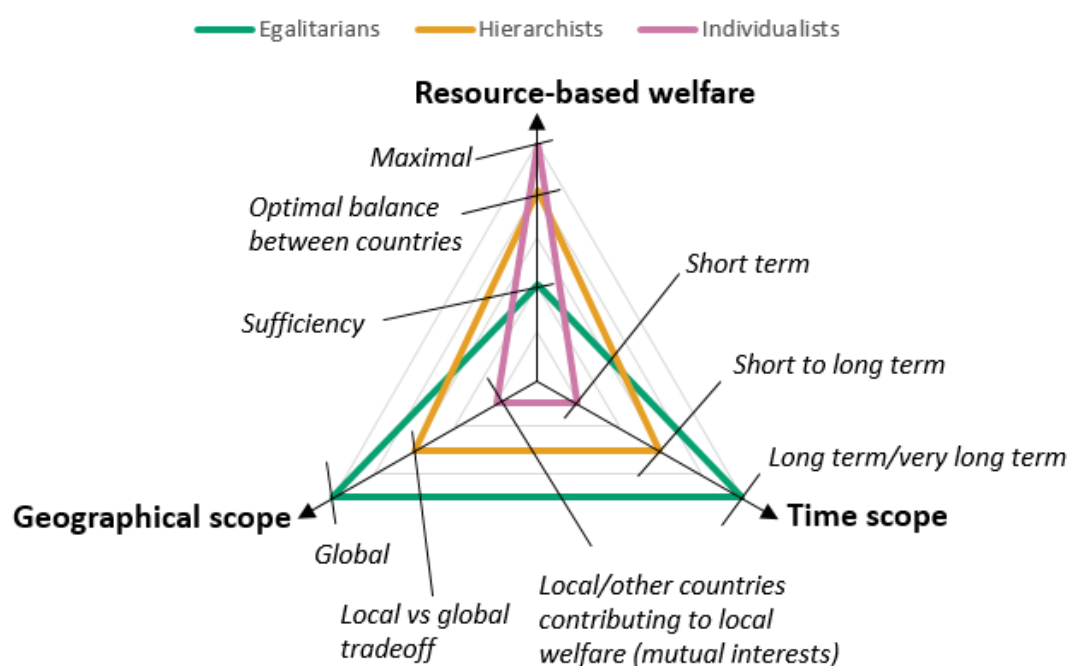 Egalitarians Hierarchists Individualists
Resource-based welfare
Maximal
Optimal balance
between countries
Short term
Sufficiency
Short to long term
Long term/very long term
Geographical scope
Time scope
Global
Local/other countries
contributing to local
welfare (mutual interests)
Local vs global
tradeoff